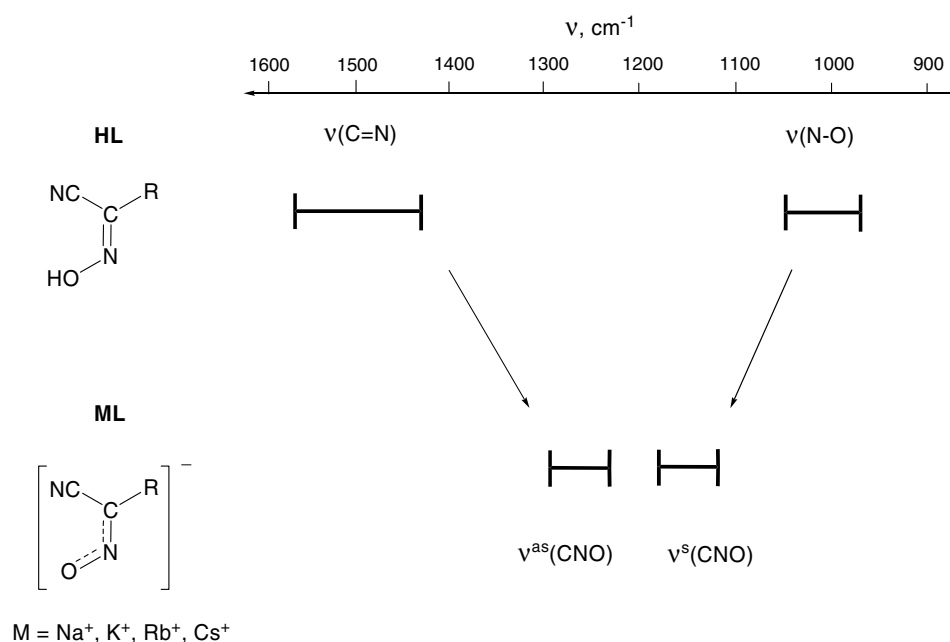 ν, cm⁻¹
1600 1500 1400 1300 1200 1100 1000 900
HL
ν(C=N)
ν(N-O)
NC
R
C
N
HO
ML
–
NC
R
C
N
O
νᵃˢ(CNO)
νˢ(CNO)
M = Na⁺, K⁺, Rb⁺, Cs⁺